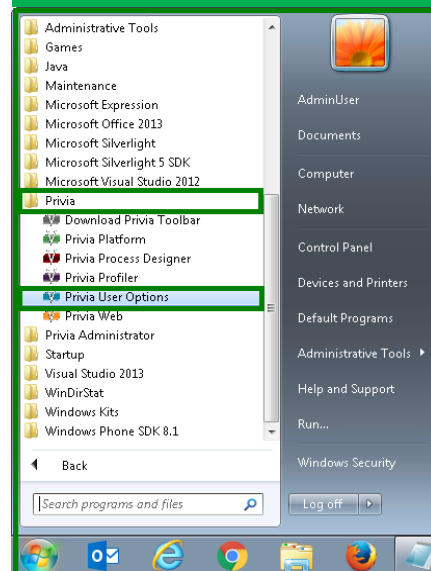 Administrative Tools
Games
Java
Maintenance
Microsoft Expression
Microsoft Office 2013
Microsoft Silverlight
Microsoft Silverlight 5 SDK
Microsoft Visual Studio 2012
Privia
Download Privia Toolbar
Privia Platform
Privia Process Designer
Privia Profiler
Privia User Options
Privia Web
Privia Administrator
Startup
Visual Studio 2013
WinDirStat
Windows Kits
Windows Phone SDK 8.1
Back
Search programs and files
AdminUser
Documents
Computer
Network
Control Panel
Devices and Printers
Default Programs
Administrative Tools
Help and Support
Run...
Windows Security
Log off